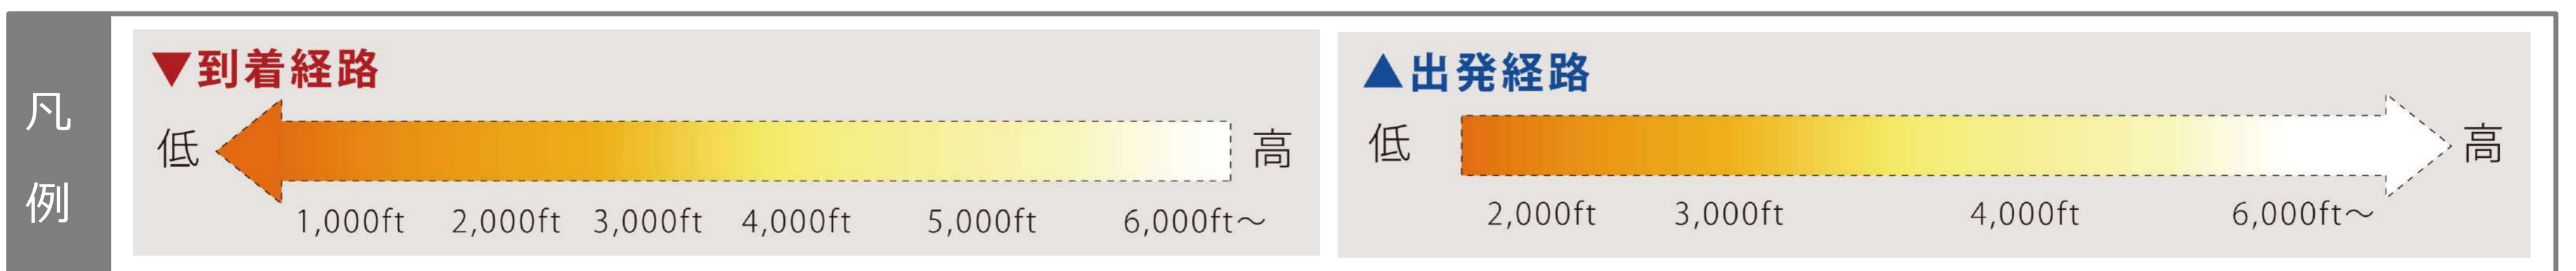 凡例
▼到着経路
低
高
1,000ft 2,000ft 3,000ft 4,000ft 5,000ft 6,000ft～
▲出発経路
低
高
2,000ft 3,000ft 4,000ft 6,000ft～